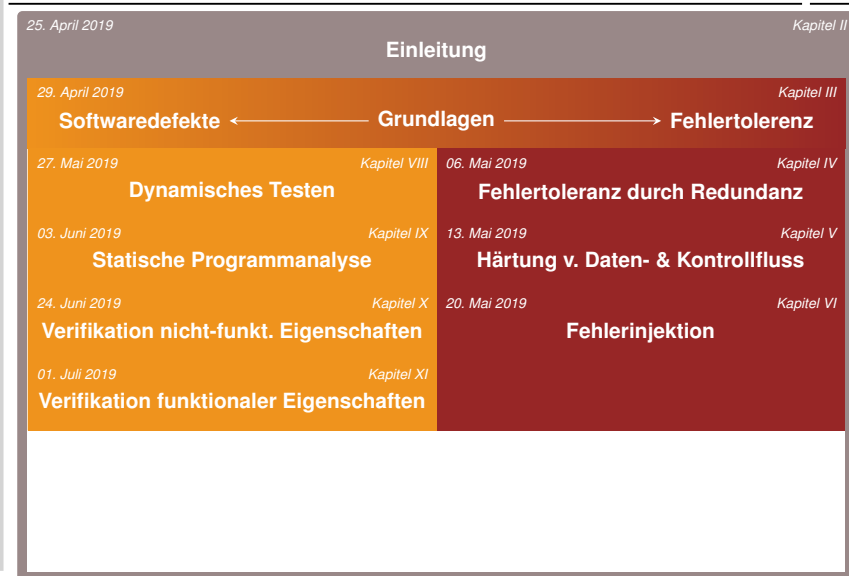 25. April 2019 Kapitel II
Einleitung
29. April 2019 Kapitel III
Softwaredefekte Grundlagen Fehlertolerenz
27. Mai 2019 Kapitel VIII
Dynamisches Testen
06. Mai 2019 Kapitel IV
Fehlertoleranz durch Redundanz
03. Juni 2019 Kapitel IX
Statische Programmanalyse
13. Mai 2019 Kapitel V
Härtung v. Daten- & Kontrollfluss
24. Juni 2019 Kapitel X
Verifikation nicht-funkt. Eigenschaften
20. Mai 2019 Kapitel VI
Fehlerinjektion
01. Juli 2019 Kapitel XI
Verifikation funktionaler Eigenschaften